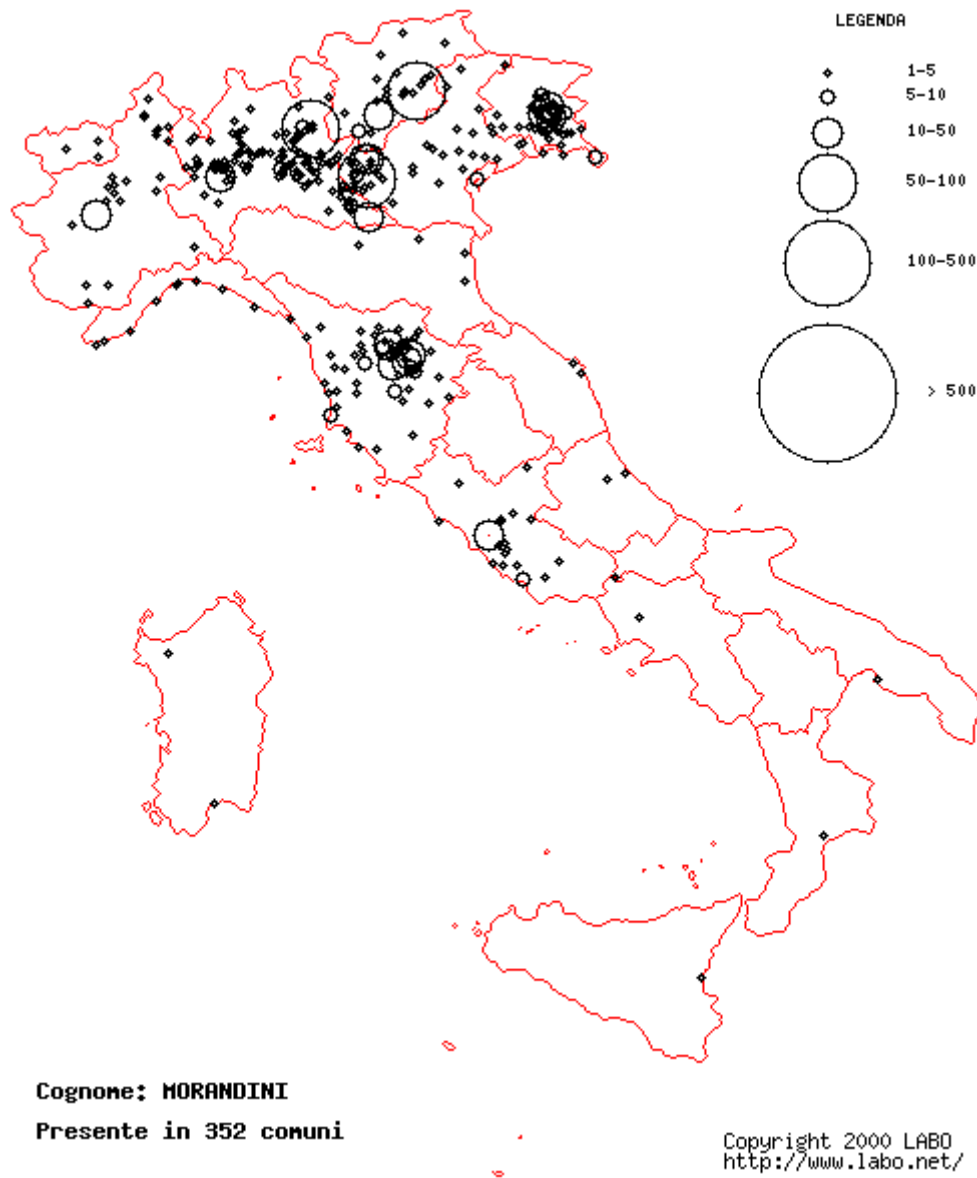 LEGENDA
1-5
5-10
10-50
50-100
100-500
> 500
Cognome: MORANDINI
Presente in 352 comuni
Copyright 2000 LABO
http://www.labo.net/